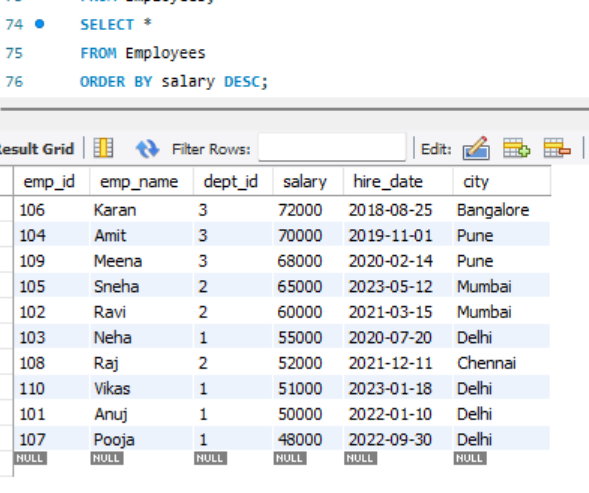 74 SELECT *
75 FROM Employees
76 ORDER BY salary DESC;
Result Grid Filter Rows: Edit:
emp_id emp_name dept_id salary hire_date city
106 Karan 3 72000 2018-08-25 Bangalore
104 Amit 3 70000 2019-11-01 Pune
109 Meena 3 68000 2020-02-14 Pune
105 Sneha 2 65000 2023-05-12 Mumbai
102 Ravi 2 60000 2021-03-15 Mumbai
103 Neha 1 55000 2020-07-20 Delhi
108 Raj 2 52000 2021-12-11 Chennai
110 Vikas 1 51000 2023-01-18 Delhi
101 Anuj 1 50000 2022-01-10 Delhi
107 Pooja 1 48000 2022-09-30 Delhi
NULL NULL NULL NULL NULL NULL